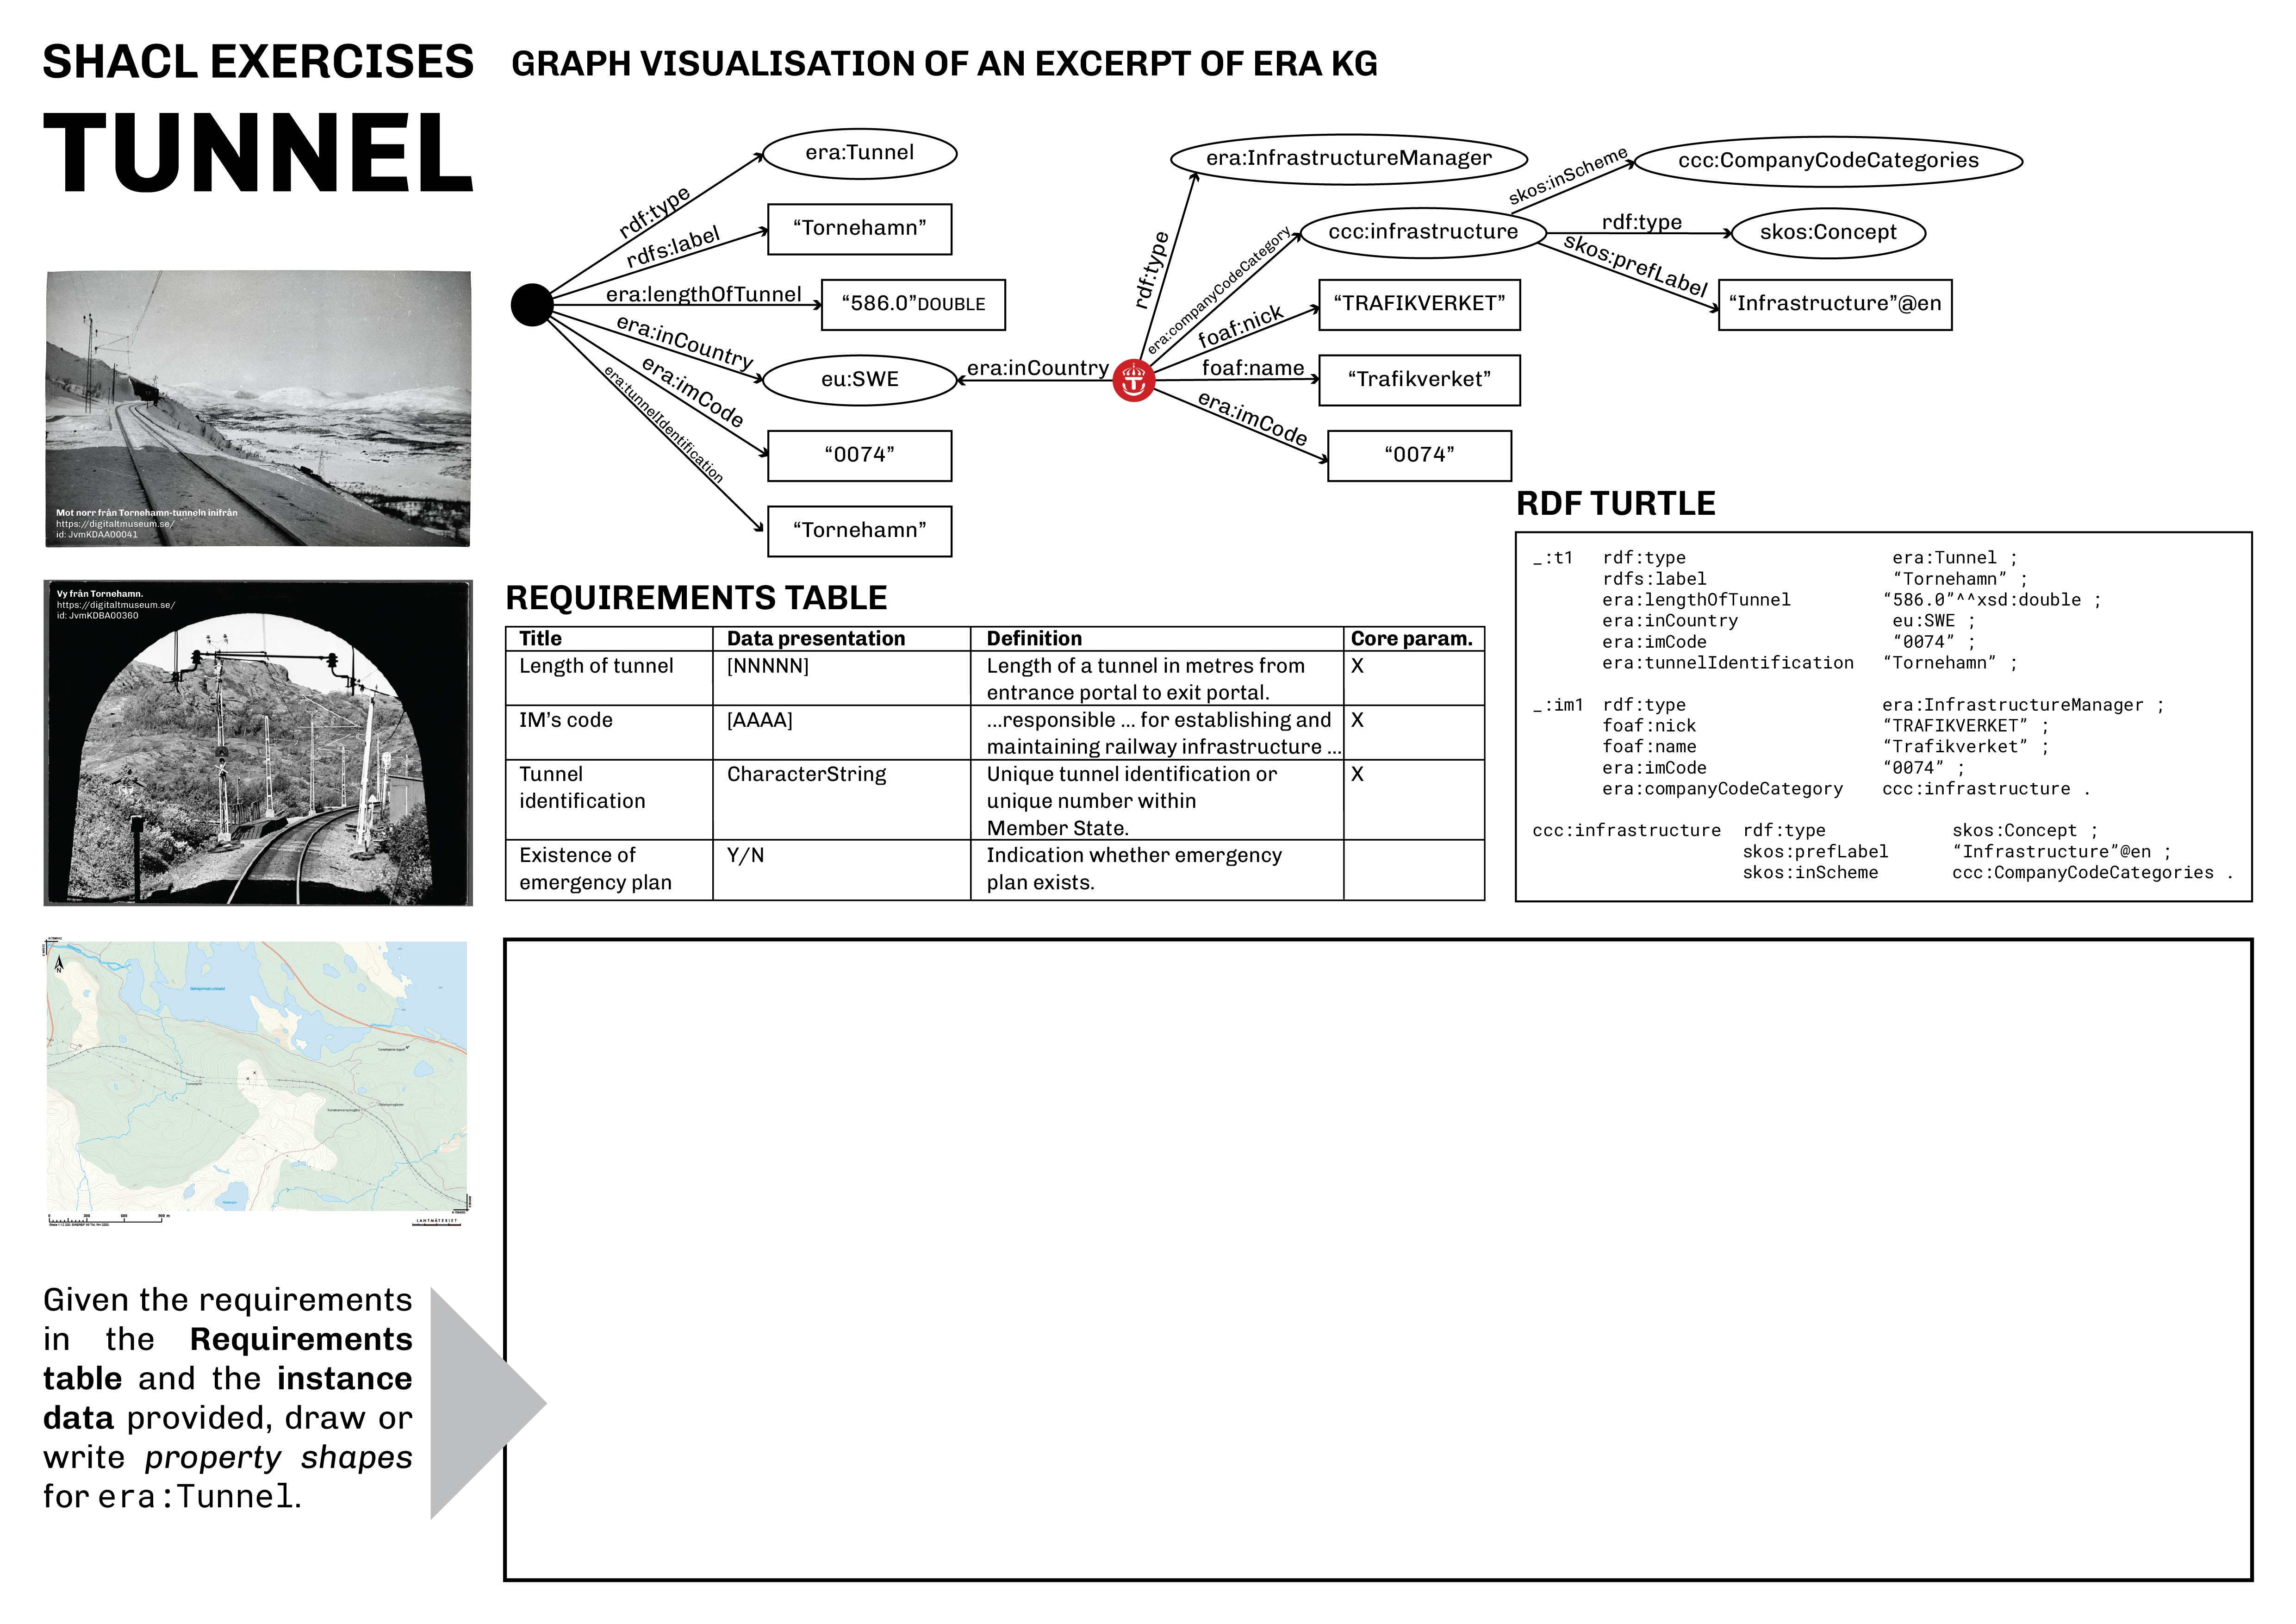 SHACL EXERCISES
TUNNEL
GRAPH VISUALISATION OF AN EXCERPT OF ERA KG
rdf:type
era:Tunnel
rdfs:label
“Tornehamn”
era:lengthOfTunnel
“586.0”DOUBLE
era:inCountry
eu:SWE
era:imCode
“0074”
era:tunnelIdentification
“Tornehamn”
era:inCountry
rdf:type
era:InfrastructureManager
era:companyCodeCategory
ccc:infrastructure
foaf:nick
“TRAFIKVERKET”
foaf:name
“Trafikverket”
era:imCode
“0074”
skos:inScheme
ccc:CompanyCodeCategories
rdf:type
skos:Concept
skos:prefLabel
“Infrastructure”@en
Mot norr från Tornehamn-tunneln inifrån
https://digitaltmuseum.se/
id: JvmKDAA00041
Vy från Tornehamn.
https://digitaltmuseum.se/
id: JvmKDBA00360
REQUIREMENTS TABLE
Title Data presentation Definition Core param.
Length of tunnel [NNNNN] Length of a tunnel in metres from X
entrance portal to exit portal.
IM’s code [AAAA] ...responsible ... for establishing and X
maintaining railway infrastructure ...
Tunnel CharacterString Unique tunnel identification or X
identification unique number within
Member State.
Existence of Y/N Indication whether emergency
emergency plan plan exists.
RDF TURTLE
_:t1 rdf:type era:Tunnel ;
rdfs:label “Tornehamn” ;
era:lengthOfTunnel “586.0”^^xsd:double ;
era:inCountry eu:SWE ;
era:imCode “0074” ;
era:tunnelIdentification “Tornehamn” ;
_:im1 rdf:type era:InfrastructureManager ;
foaf:nick “TRAFIKVERKET” ;
foaf:name “Trafikverket” ;
era:imCode “0074” ;
era:companyCodeCategory ccc:infrastructure .
ccc:infrastructure rdf:type skos:Concept ;
skos:prefLabel “Infrastructure”@en ;
skos:inScheme ccc:CompanyCodeCategories .
N
LANTMÄTERIET
Given the requirements
in the Requirements
table and the instance
data provided, draw or
write property shapes
for era:Tunnel.